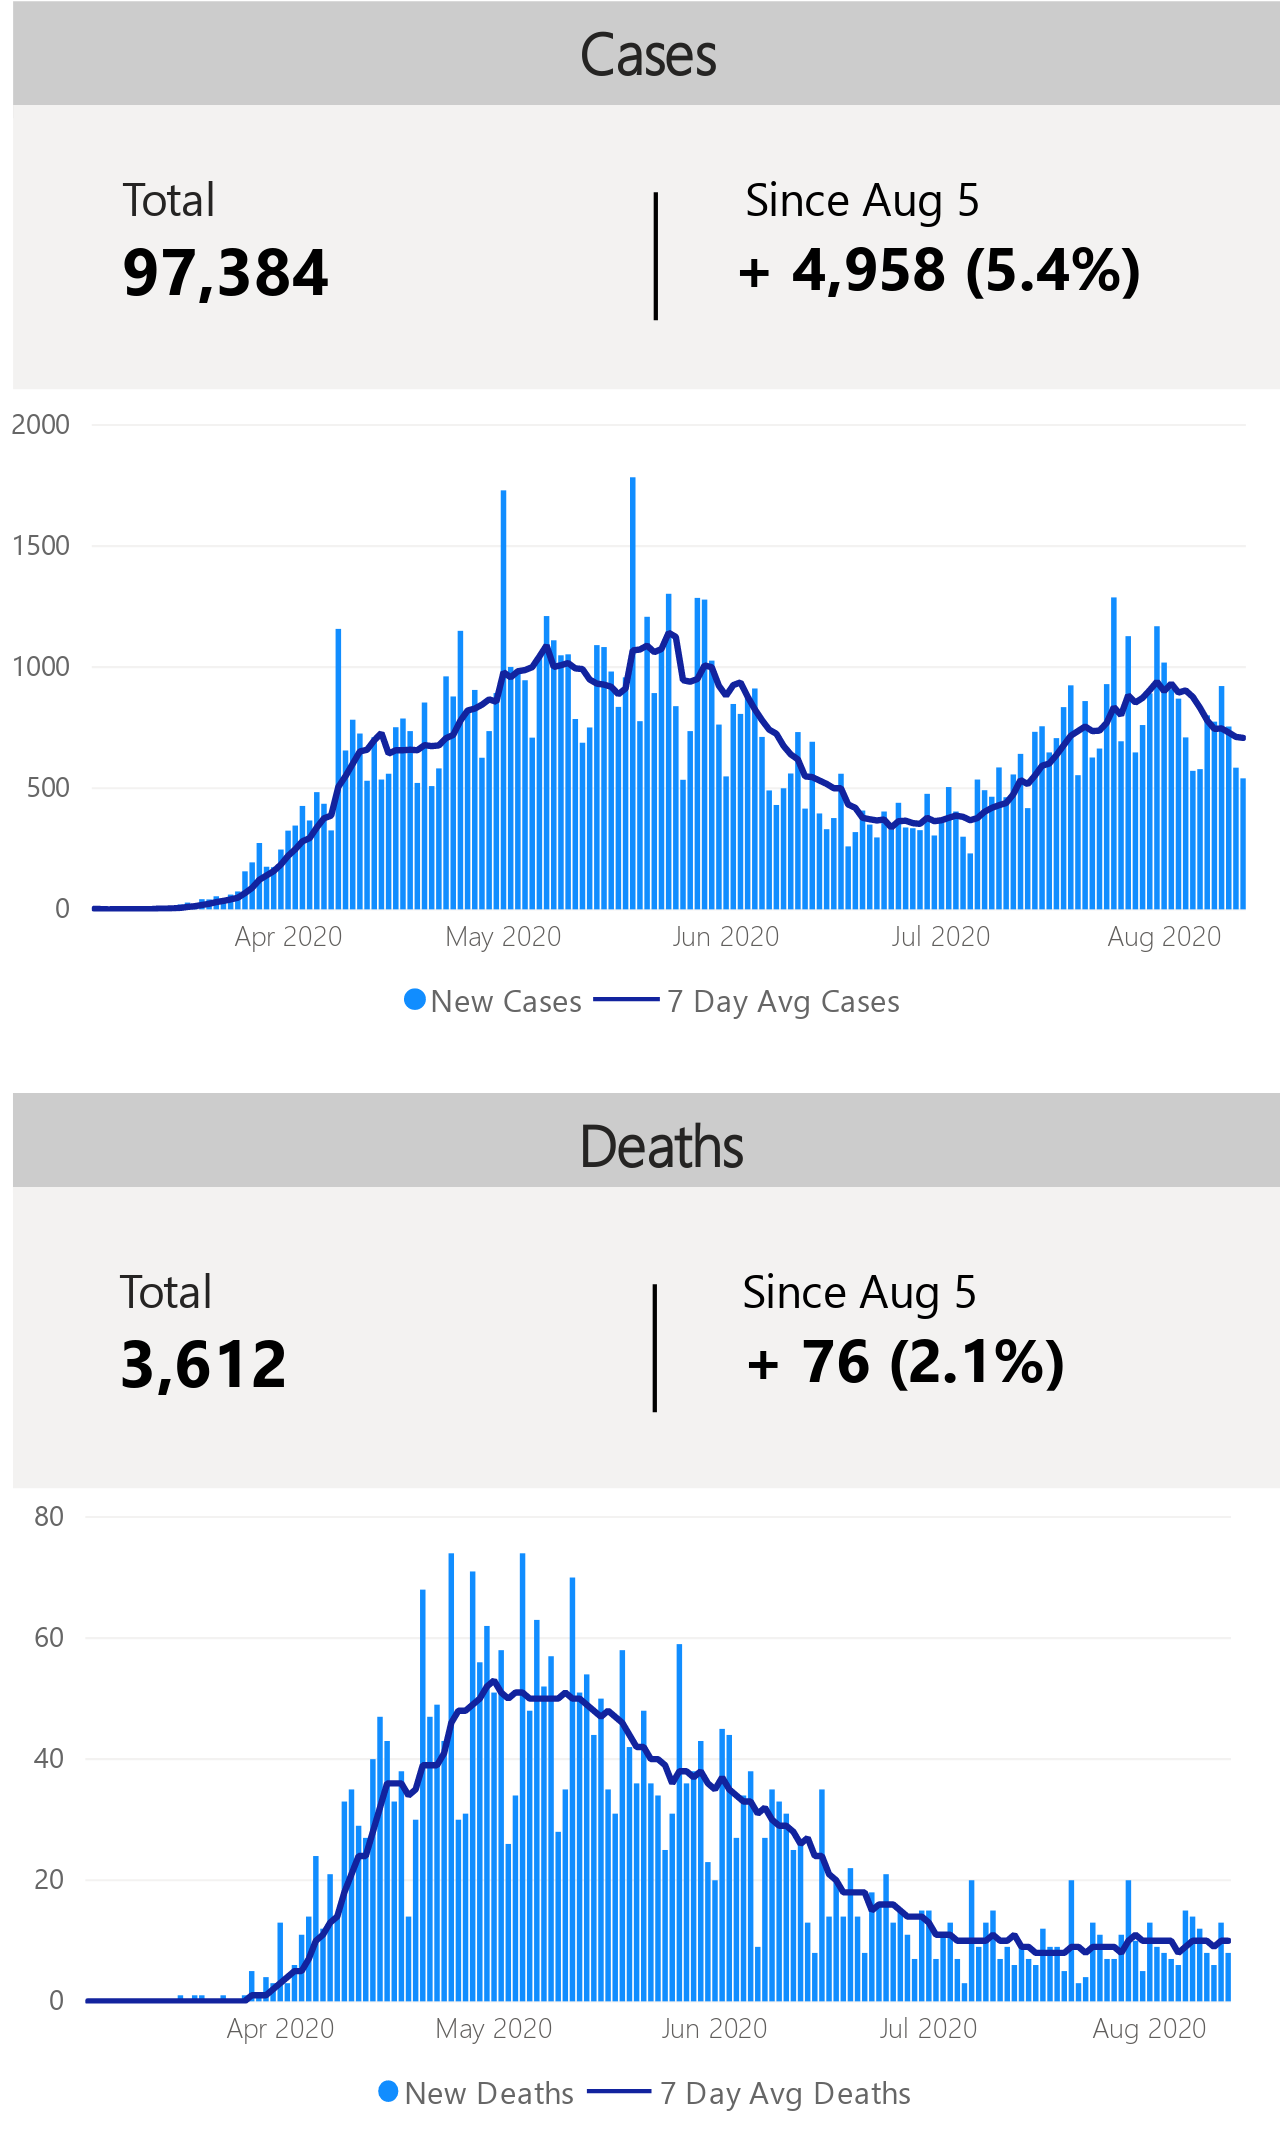 Cases
Total
Since Aug 5
97,384
+ 4,958 (5.4%)
2000
1500
1000
500
0
Apr 2020
May 2020
Jun 2020
Jul 2020
Aug 2020
New Cases
7 Day Avg Cases
Deaths
Total
Since Aug 5
3,612
+ 76 (2.1%)
80
60
40
20
0
Apr 2020
May 2020
Jun 2020
Jul 2020
Aug 2020
New Deaths
7 Day Avg Deaths